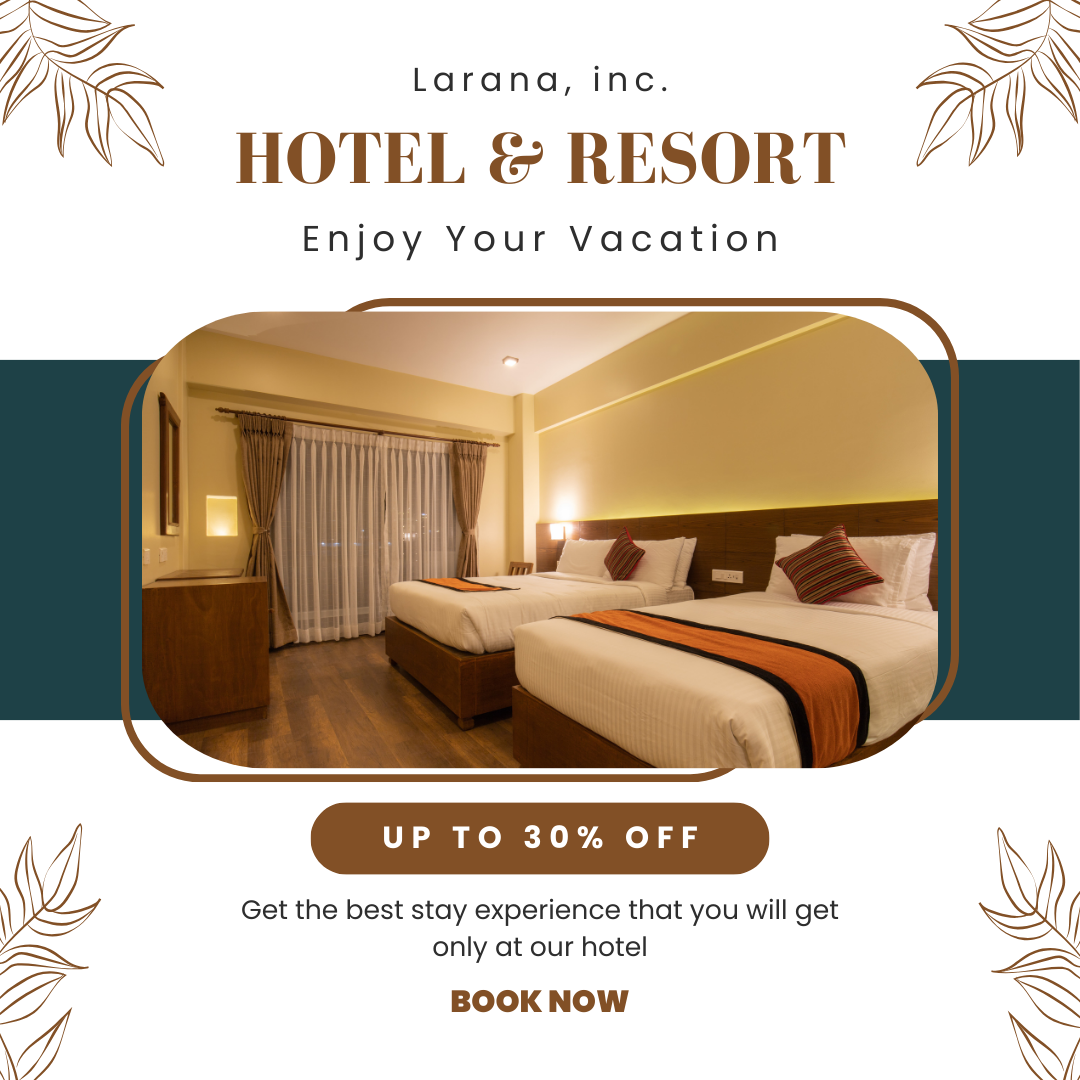 Larana, inc.
HOTEL & RESORT
Enjoy Your Vacation
UP TO 30% OFF
Get the best stay experience that you will get
only at our hotel
BOOK NOW